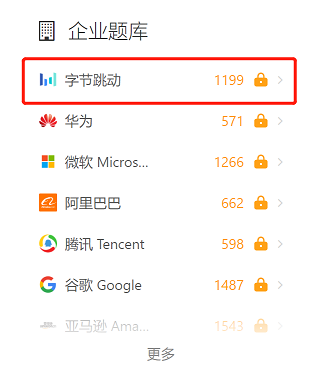 企业题库
字节跳动 1199
华为 571
微软 Micros... 1266
阿里巴巴 662
腾讯 Tencent 598
谷歌 Google 1487
亚马逊 Ama... 1543
更多